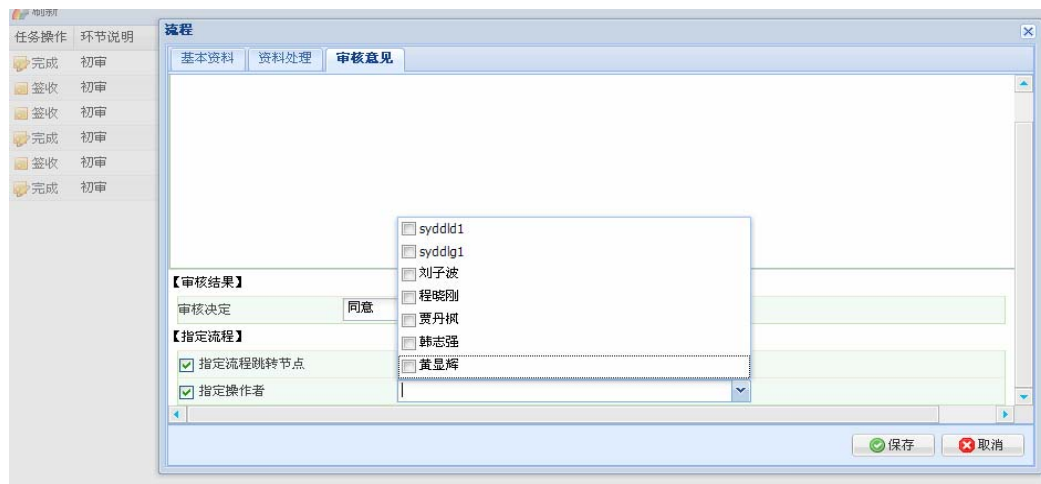 刷新
任务操作 环节说明
完成 初审
签收 初审
签收 初审
完成 初审
签收 初审
完成 初审
流程
基本资料 资料处理 审核意见
syddld1
syddlg1
刘子波
程晓刚
贾丹枫
韩志强
黄显辉
【审核结果】
审核决定 同意
【指定流程】
指定流程跳转节点
指定操作者
保存 取消